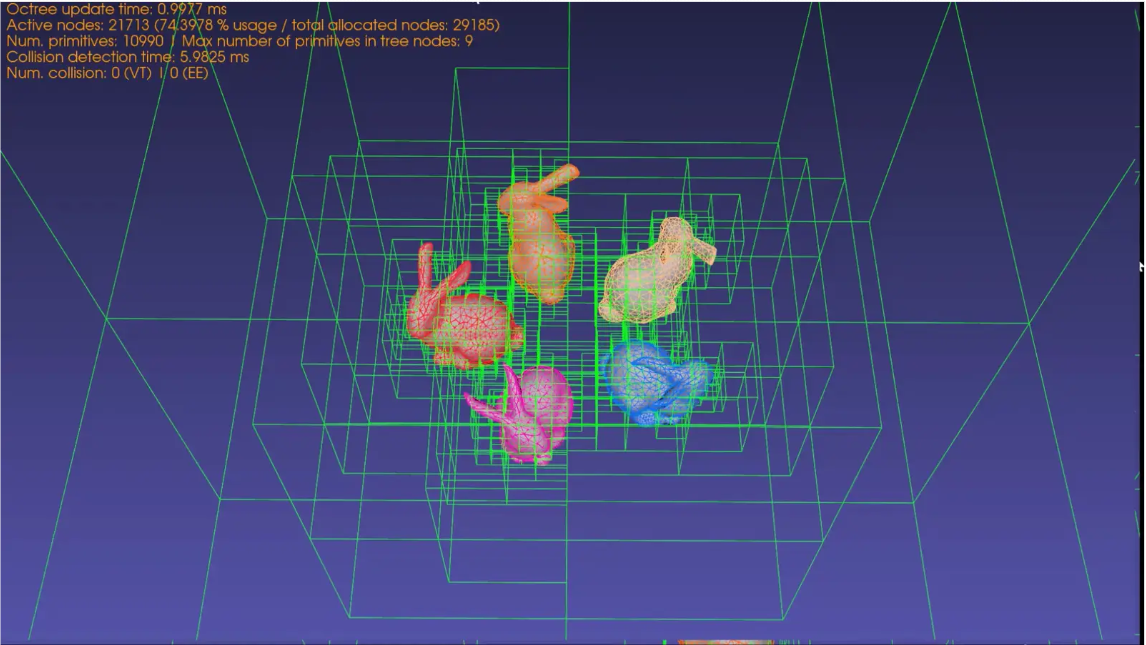 Octree update time: 0.9977 ms
Active nodes: 21713 (74.3978 % usage / total allocated nodes: 29185)
Num. primitives: 10990 | Max number of primitives in tree nodes: 9
Collision detection time: 5.9825 ms
Num. collision: 0 (VT) | 0 (EE)